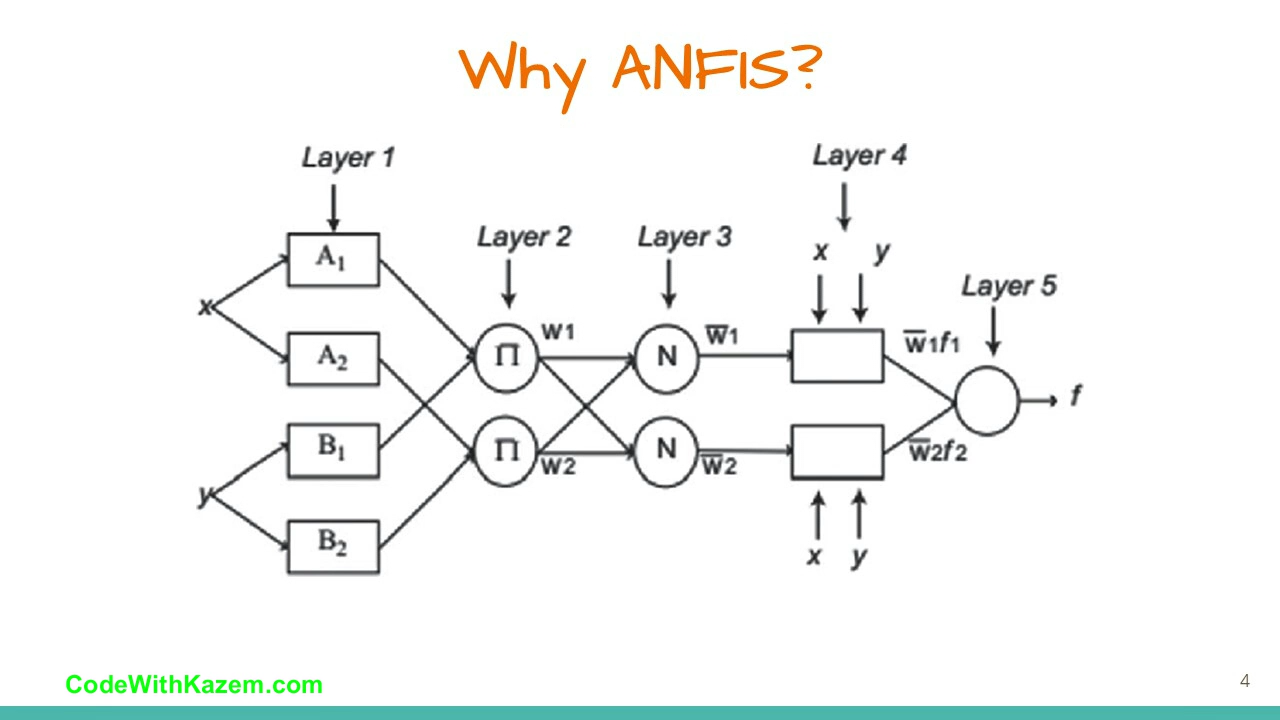 Why ANFIS?
Layer 1
Layer 4
Layer 2
Layer 3
x y
Layer 5
A1
x
A2
w1
w̅1
Π
N
w̅1f1
f
B1
Π
N
w2
w̅2
w̅2f2
y
B2
x y
CodeWithKazem.com
4